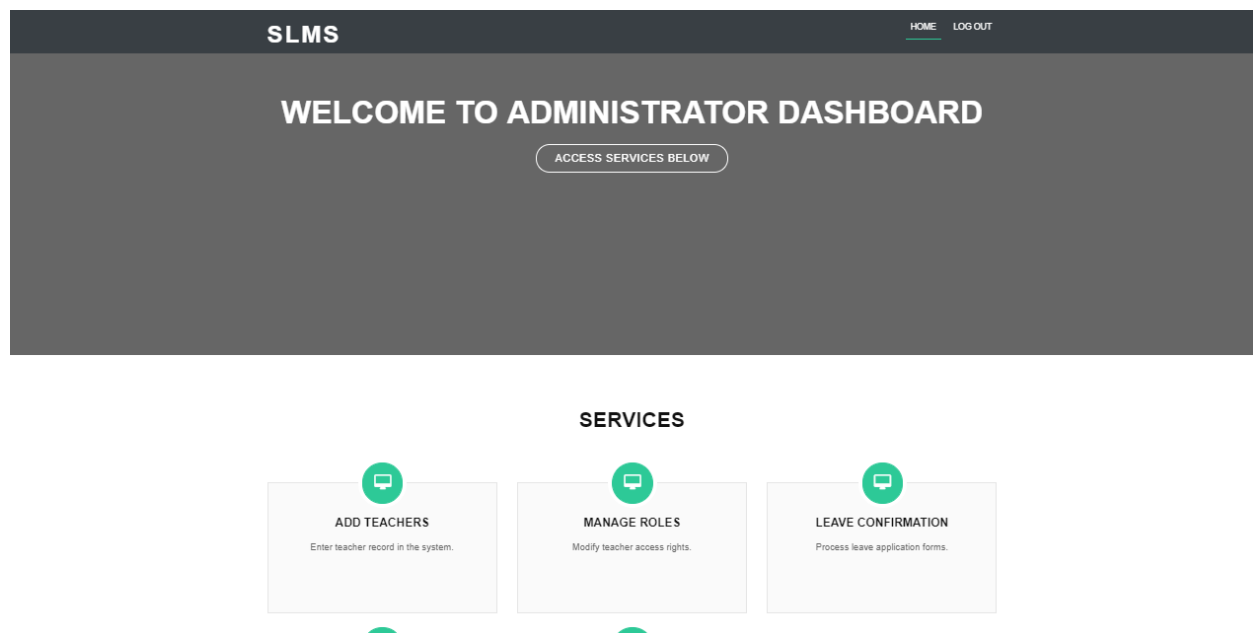 SLMS
HOME LOG OUT
WELCOME TO ADMINISTRATOR DASHBOARD
ACCESS SERVICES BELOW
SERVICES
ADD TEACHERS
Enter teacher record in the system.
MANAGE ROLES
Modify teacher access rights.
LEAVE CONFIRMATION
Process leave application forms.